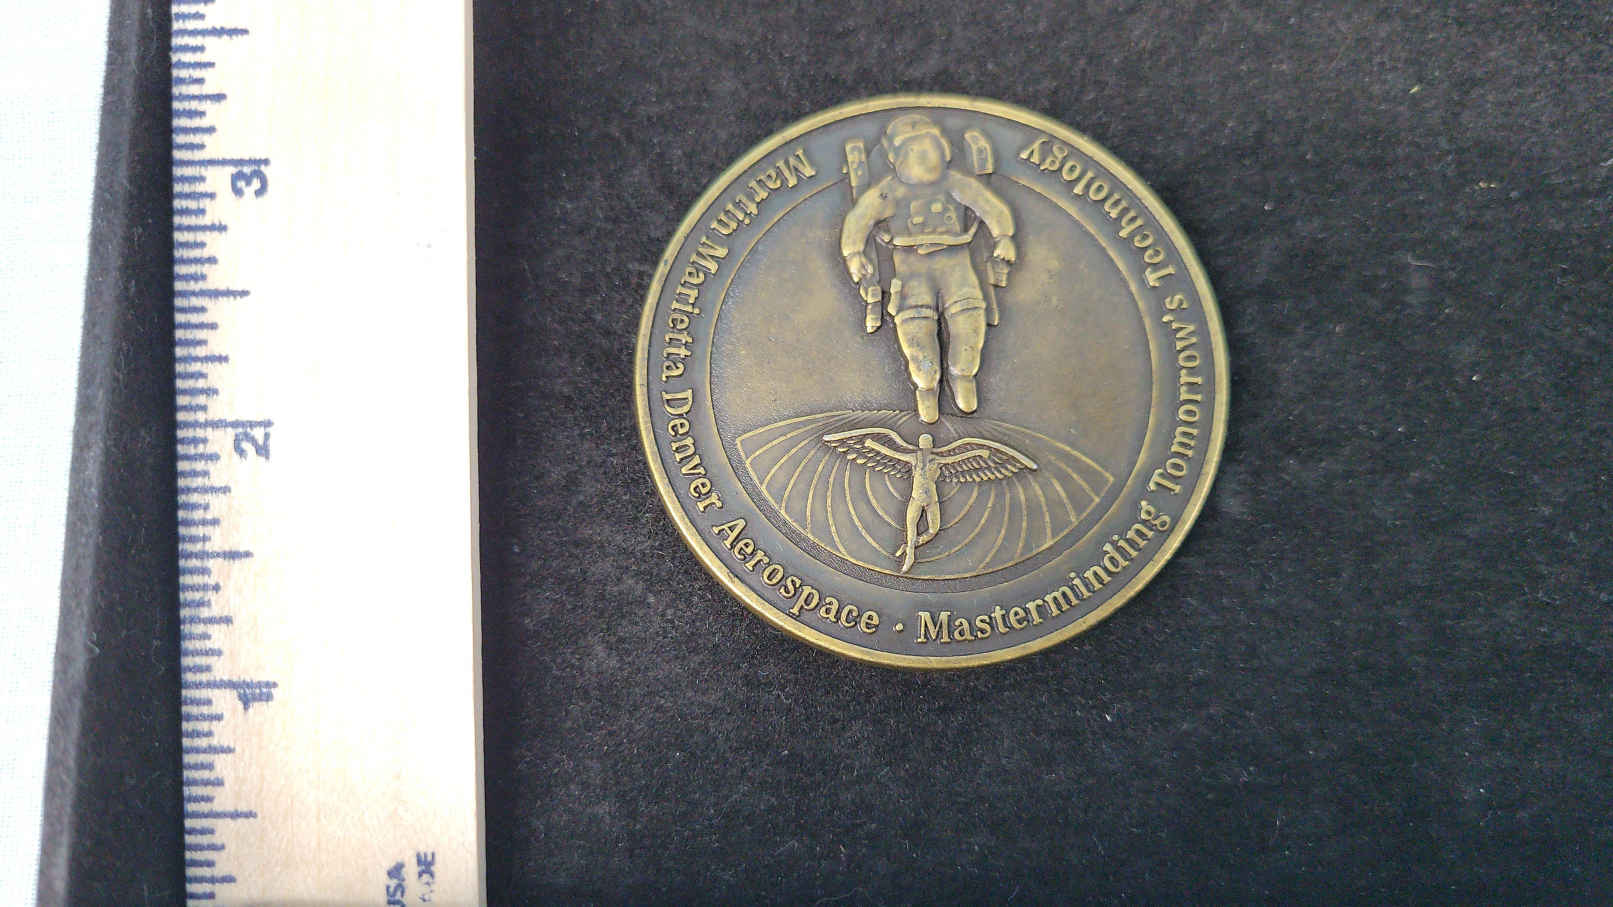 Martin Marietta Denver Aerospace · Masterminding Tomorrow's Technology
3
2
1
USA